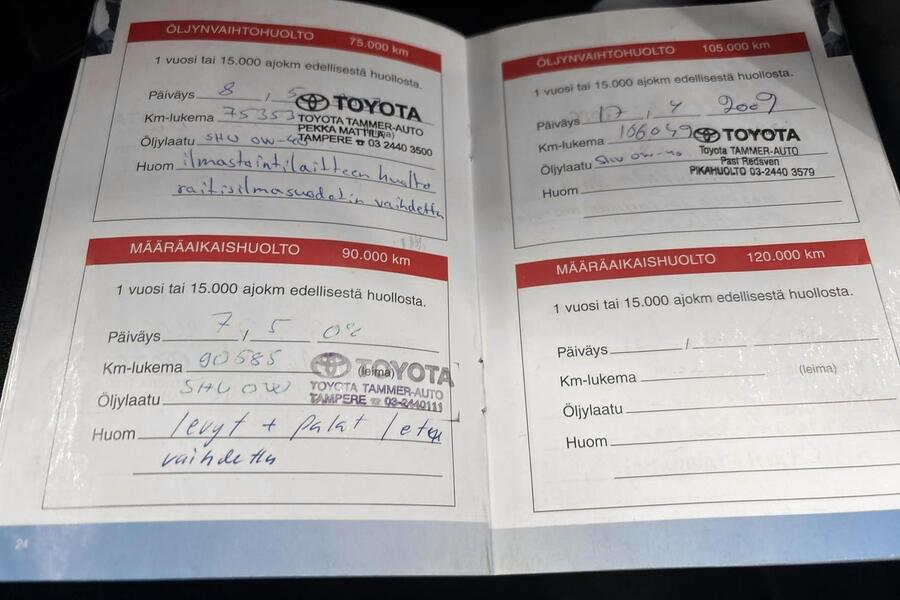 ÖLJYNVAIHTOHUOLTO 75.000 km
1 vuosi tai 15.000 ajokm edellisestä huollosta.
Päiväys 8, 5
TOYOTA
Km-lukema 75353
TOYOTA TAMMER-AUTO
PEKKA MATTILA
Öljylaatu SHU 0W-40
TAMPERE ☎ 03 2440 3500
Huom ilmastointilaitteen huolto
raitisilmasuodatin vaihdettu
MÄÄRÄAIKAISHUOLTO 90.000 km
1 vuosi tai 15.000 ajokm edellisestä huollosta.
Päiväys 7, 5
Km-lukema 90585 (leima)
TOYOTA
Öljylaatu SHU 0W
TOYOTA TAMMER-AUTO
TAMPERE ☎ 03-2440111
Huom levyt + palat
vaihdettu
24
ÖLJYNVAIHTOHUOLTO 105.000 km
1 vuosi tai 15.000 ajokm edellisestä huollosta.
Päiväys 17, 4 2009
Km-lukema 106049
TOYOTA
Toyota TAMMER-AUTO
Öljylaatu SHU 0W-40
Pasi Redsven
PIKAHUOLTO 03-2440 3579
Huom
MÄÄRÄAIKAISHUOLTO 120.000 km
1 vuosi tai 15.000 ajokm edellisestä huollosta.
Päiväys /
Km-lukema (leima)
Öljylaatu
Huom